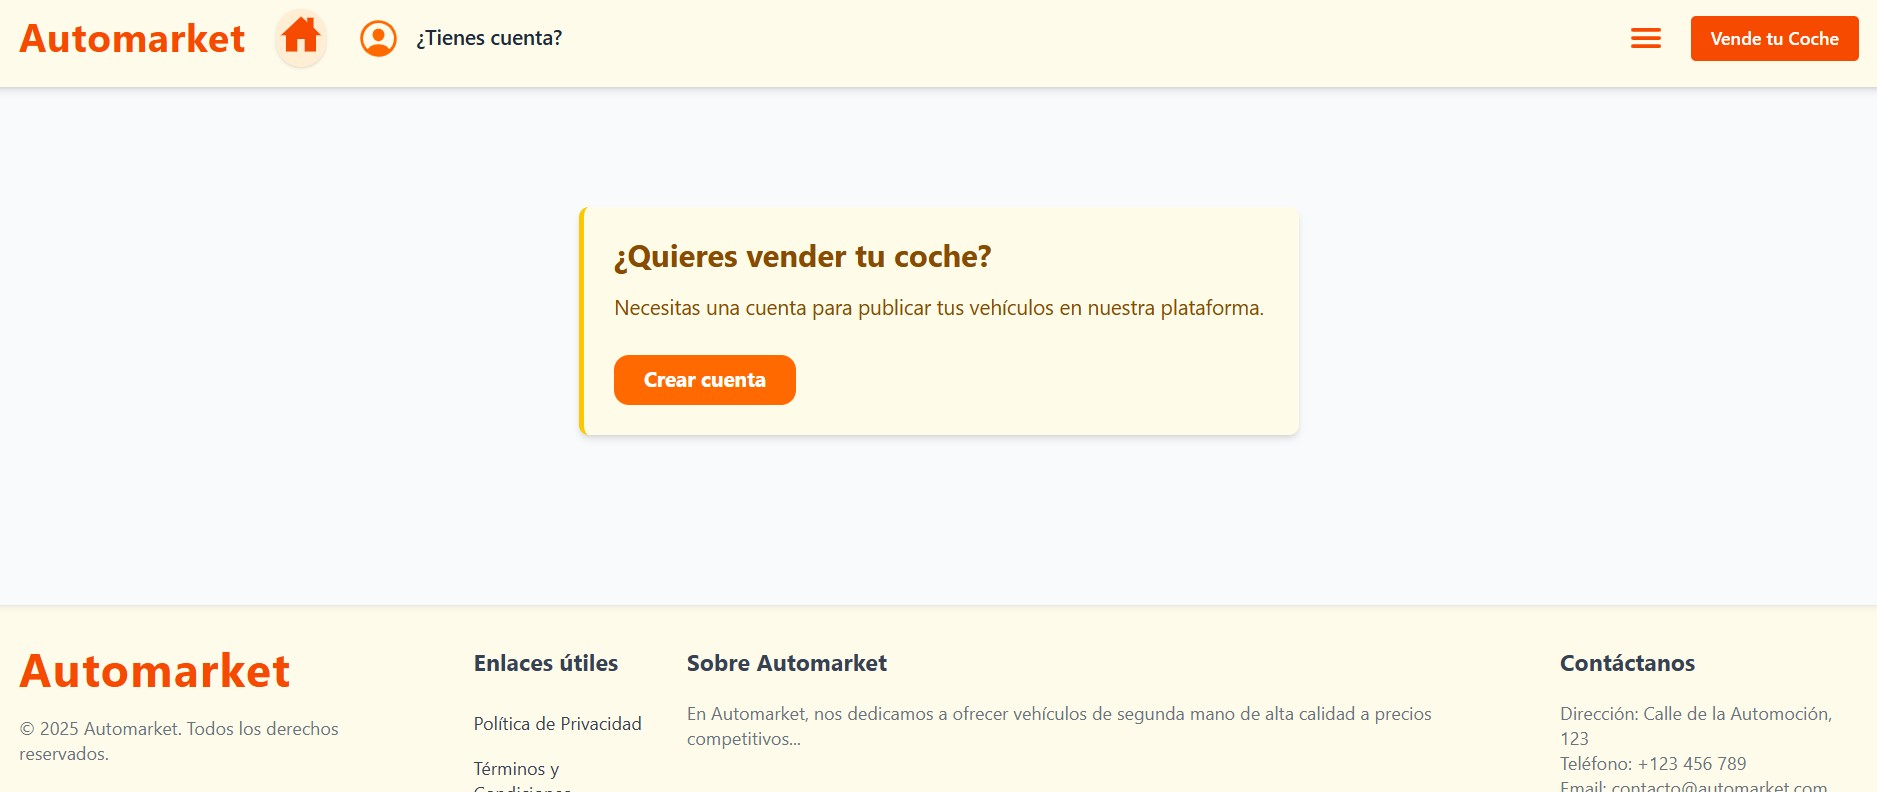 Automarket
¿Tienes cuenta?
Vende tu Coche
¿Quieres vender tu coche?
Necesitas una cuenta para publicar tus vehículos en nuestra plataforma.
Crear cuenta
Automarket
© 2025 Automarket. Todos los derechos
reservados.
Enlaces útiles
Política de Privacidad
Términos y
Condiciones
Sobre Automarket
En Automarket, nos dedicamos a ofrecer vehículos de segunda mano de alta calidad a precios
competitivos...
Contáctanos
Dirección: Calle de la Automoción,
123
Teléfono: +123 456 789
Email: contacto@automarket.com